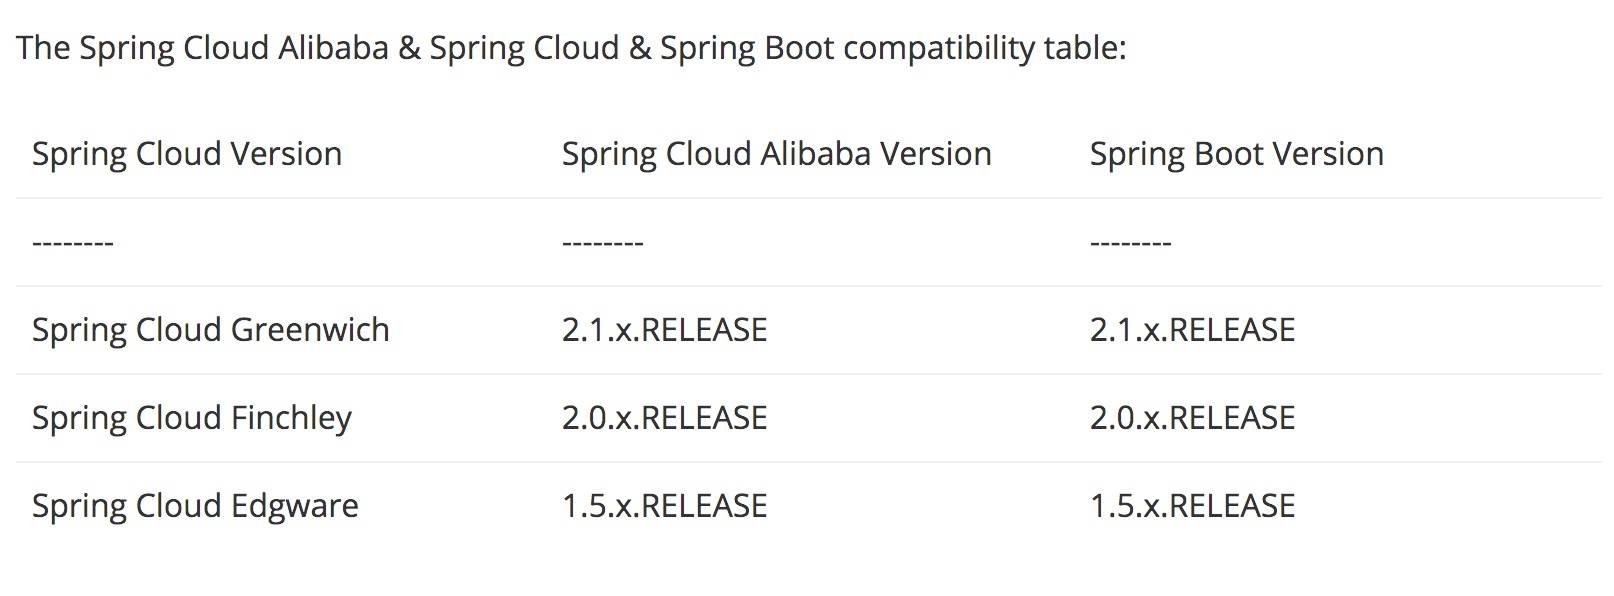 The Spring Cloud Alibaba & Spring Cloud & Spring Boot compatibility table:
Spring Cloud Version Spring Cloud Alibaba Version Spring Boot Version
-------- -------- --------
Spring Cloud Greenwich 2.1.x.RELEASE 2.1.x.RELEASE
Spring Cloud Finchley 2.0.x.RELEASE 2.0.x.RELEASE
Spring Cloud Edgware 1.5.x.RELEASE 1.5.x.RELEASE